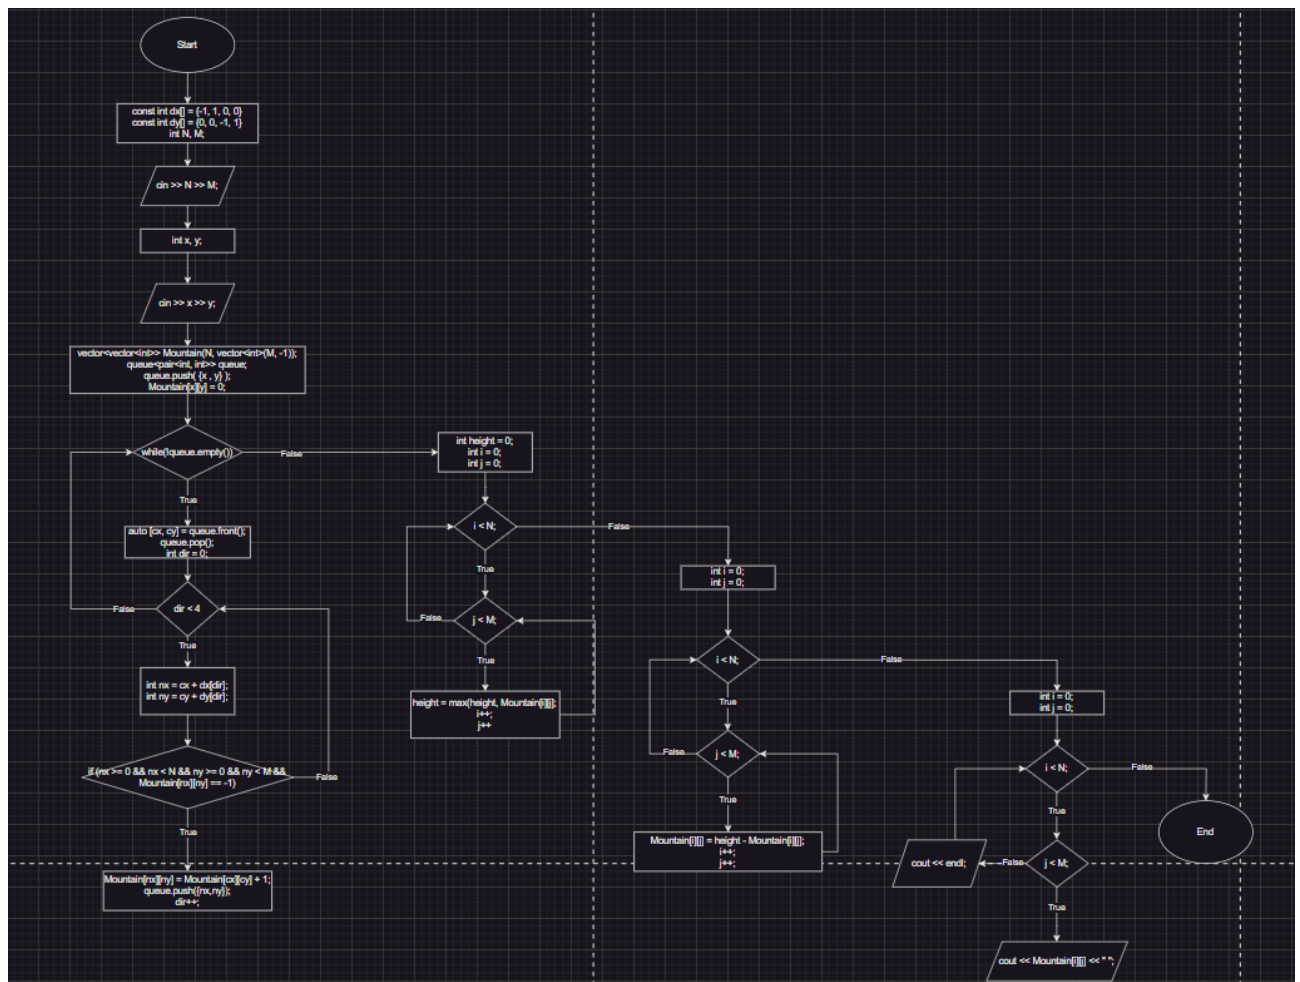 Start
const int dx[] = {-1, 1, 0, 0}
const int dy[] = {0, 0, -1, 1}
int N, M;
cin >> N >> M;
int x, y;
cin >> x >> y;
vector<vector<int>> Mountain(N, vector<int>(M, -1));
queue<pair<int, int>> queue;
queue.push( {x , y} );
Mountain[x][y] = 0;
while(!queue.empty())
False
True
auto [cx, cy] = queue.front();
queue.pop();
int dir = 0;
dir < 4
False
True
int nx = cx + dx[dir];
int ny = cy + dy[dir];
if (nx >= 0 && nx < N && ny >= 0 && ny < M &&
Mountain[nx][ny] == -1)
False
True
Mountain[nx][ny] = Mountain[cx][cy] + 1;
queue.push({nx,ny});
dir++;
int height = 0;
int i = 0;
int j = 0;
i < N;
False
True
j < M;
False
True
height = max(height, Mountain[i][j];
i++;
j++
int i = 0;
int j = 0;
i < N;
False
True
j < M;
False
True
Mountain[i][j] = height - Mountain[i][j];
i++;
j++;
int i = 0;
int j = 0;
i < N;
False
True
End
j < M;
False
cout << endl;
True
cout << Mountain[i][j] << " ";